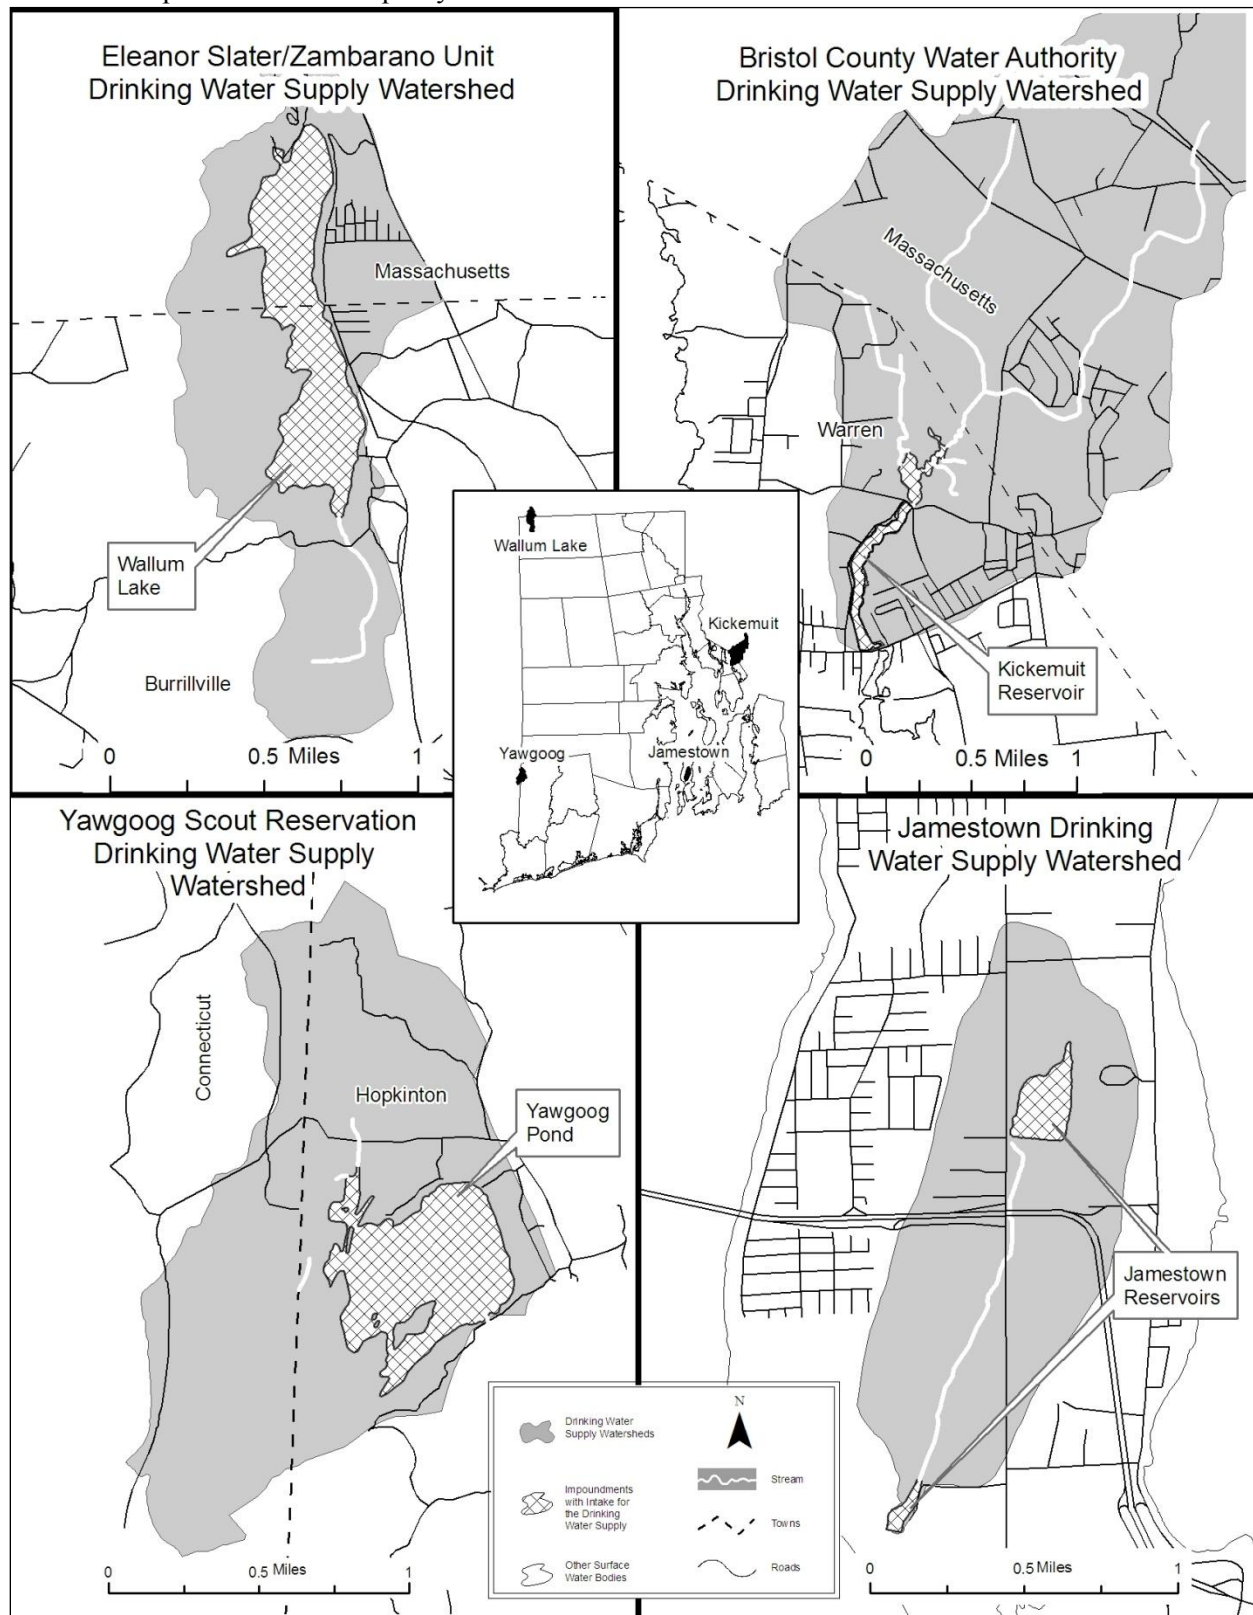 Eleanor Slater/Zambarano Unit
Drinking Water Supply Watershed
Massachusetts
Wallum
Lake
Burrillville
0
0.5 Miles
1
Bristol County Water Authority
Drinking Water Supply Watershed
Massachusetts
Warren
Kickemuit
Reservoir
0
0.5 Miles
1
Wallum Lake
Kickemuit
Yawgoog
Jamestown
Yawgoog Scout Reservation
Drinking Water Supply
Watershed
Connecticut
Hopkinton
Yawgoog
Pond
0
0.5 Miles
1
Jamestown Drinking
Water Supply Watershed
Jamestown
Reservoirs
0
0.5 Miles
1
Drinking Water
Supply Watersheds
Impoundments
with Intake for
the Drinking
Water Supply
Other Surface
Water Bodies
N
Stream
Towns
Roads